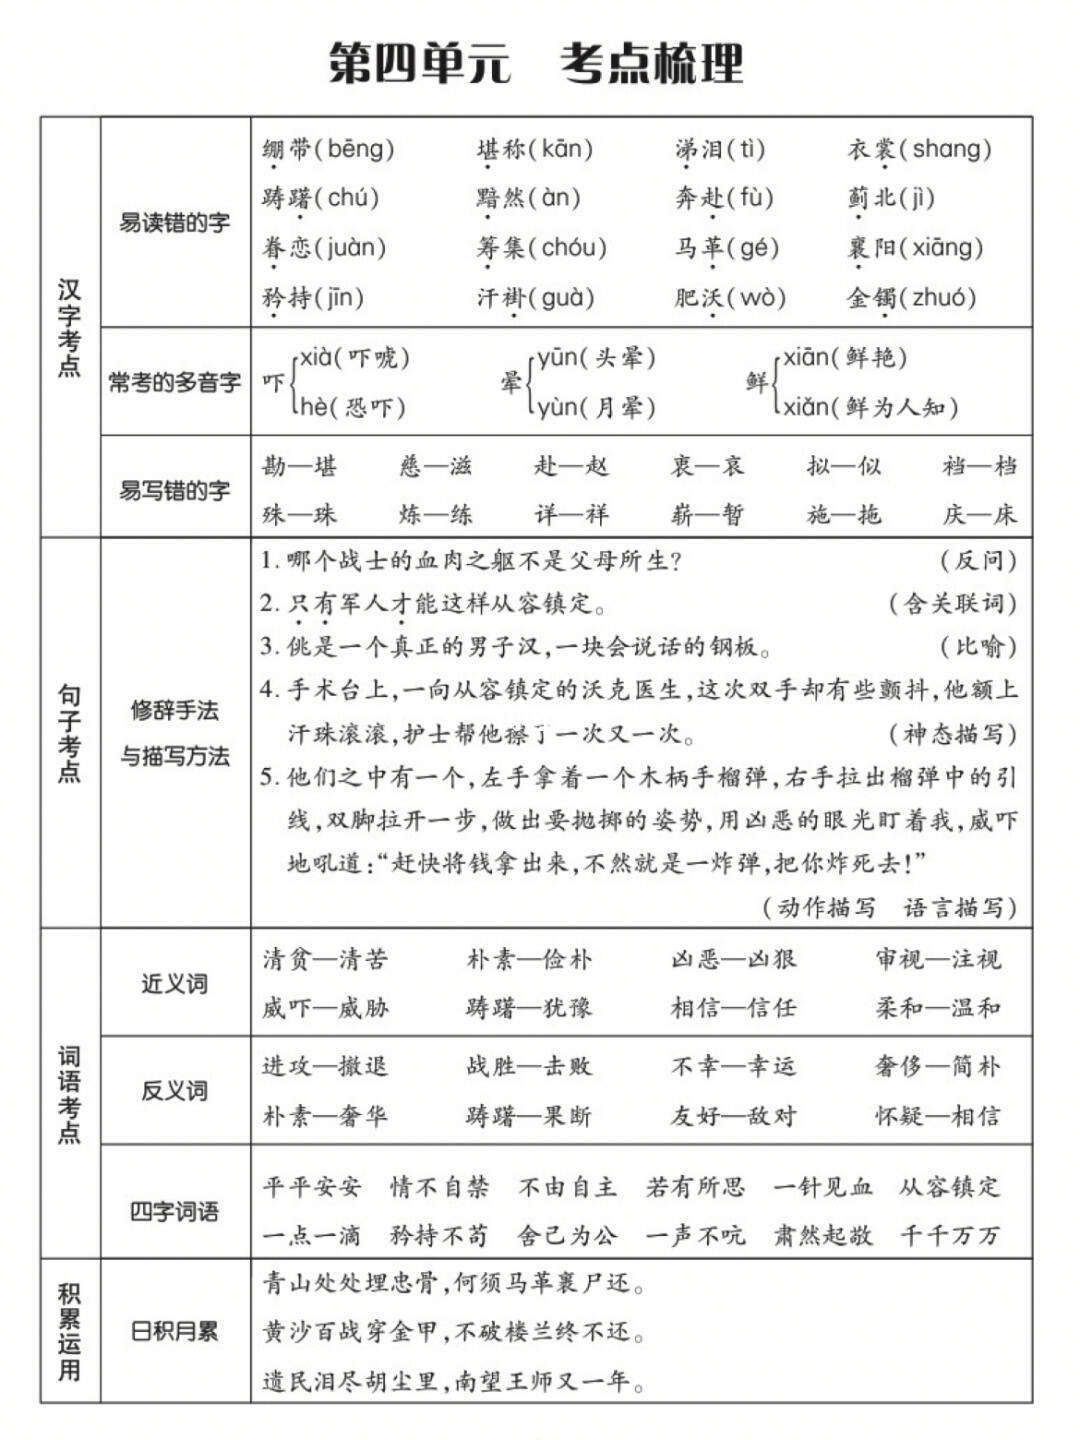 第四单元 考点梳理
汉字考点
易读错的字
绷带(bēng) 堪称(kān) 涕泪(tì) 衣裳(shang)
踌躇(chú) 黯然(àn) 奔赴(fù) 蓟北(jì)
眷恋(juàn) 筹集(chóu) 马革(gé) 襄阳(xiāng)
矜持(jīn) 汗褂(guà) 肥沃(wò) 金镯(zhuó)
常考的多音字
吓 xià(吓唬) 晕 yūn(头晕) 鲜 xiān(鲜艳)
hè(恐吓) yùn(月晕) xiǎn(鲜为人知)
易写错的字
勘—堪 慈—滋 赴—赵 衷—哀 拟—似 裆—档
殊—珠 炼—练 详—祥 崭—暂 施—拖 庆—床
句子考点
修辞手法
与描写方法
1. 哪个战士的血肉之躯不是父母所生? (反问)
2. 只有军人才能这样从容镇定。 (含关联词)
3. 佻是一个真正的男子汉,一块会说话的钢板。 (比喻)
4. 手术台上,一向从容镇定的沃克医生,这次双手却有些颤抖,他额上
汗珠滚滚,护士帮他擦了一次又一次。 (神态描写)
5. 他们之中有一个,左手拿着一个木柄手榴弹,右手拉出榴弹中的引
线,双脚拉开一步,做出要抛掷的姿势,用凶恶的眼光盯着我,威吓
地吼道:“赶快将钱拿出来,不然就是一炸弹,把你炸死去!”
(动作描写 语言描写)
词语考点
近义词
清贫—清苦 朴素—俭朴 凶恶—凶狠 审视—注视
威吓—威胁 踌躇—犹豫 相信—信任 柔和—温和
反义词
进攻—撤退 战胜—击败 不幸—幸运 奢侈—简朴
朴素—奢华 踌躇—果断 友好—敌对 怀疑—相信
四字词语
平平安安 情不自禁 不由自主 若有所思 一针见血 从容镇定
一点一滴 矜持不苟 舍己为公 一声不吭 肃然起敬 千千万万
积累运用
日积月累
青山处处埋忠骨,何须马革裹尸还。
黄沙百战穿金甲,不破楼兰终不还。
遗民泪尽胡尘里,南望王师又一年。